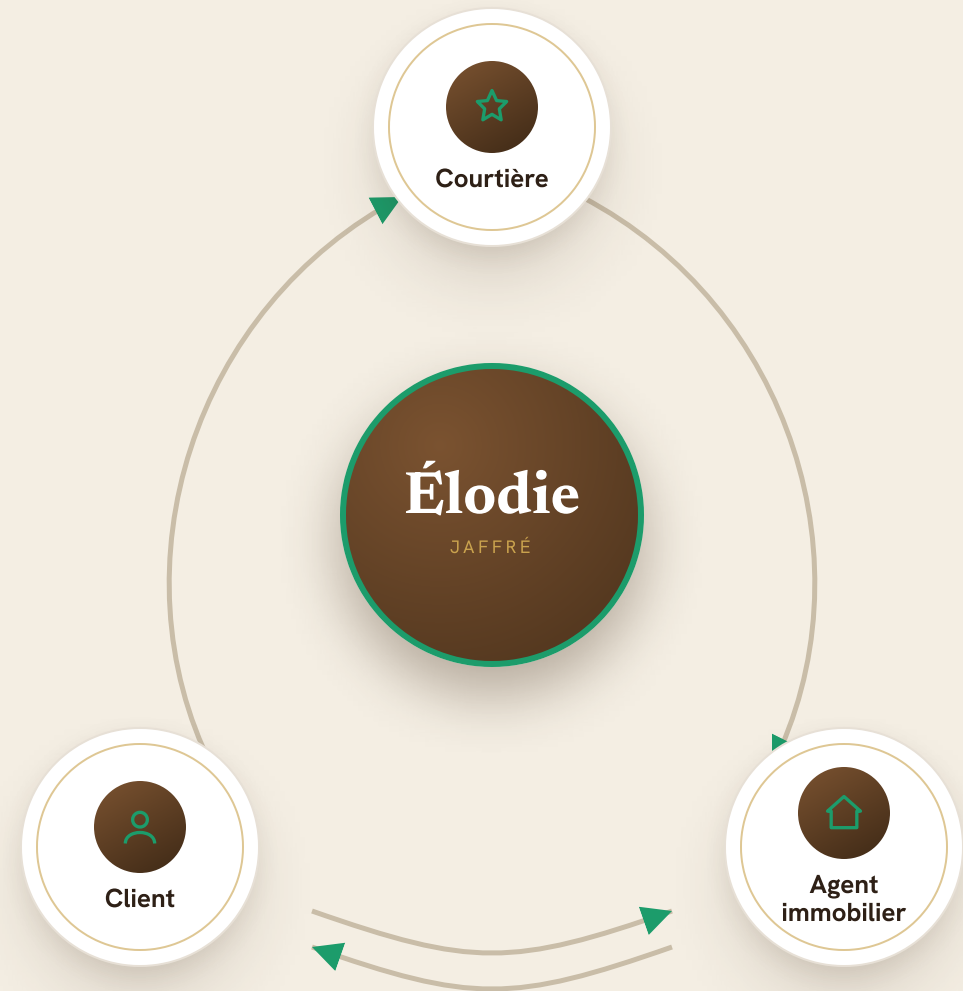 Courtière
Élodie
JAFFRÉ
Client
Agent
immobilier